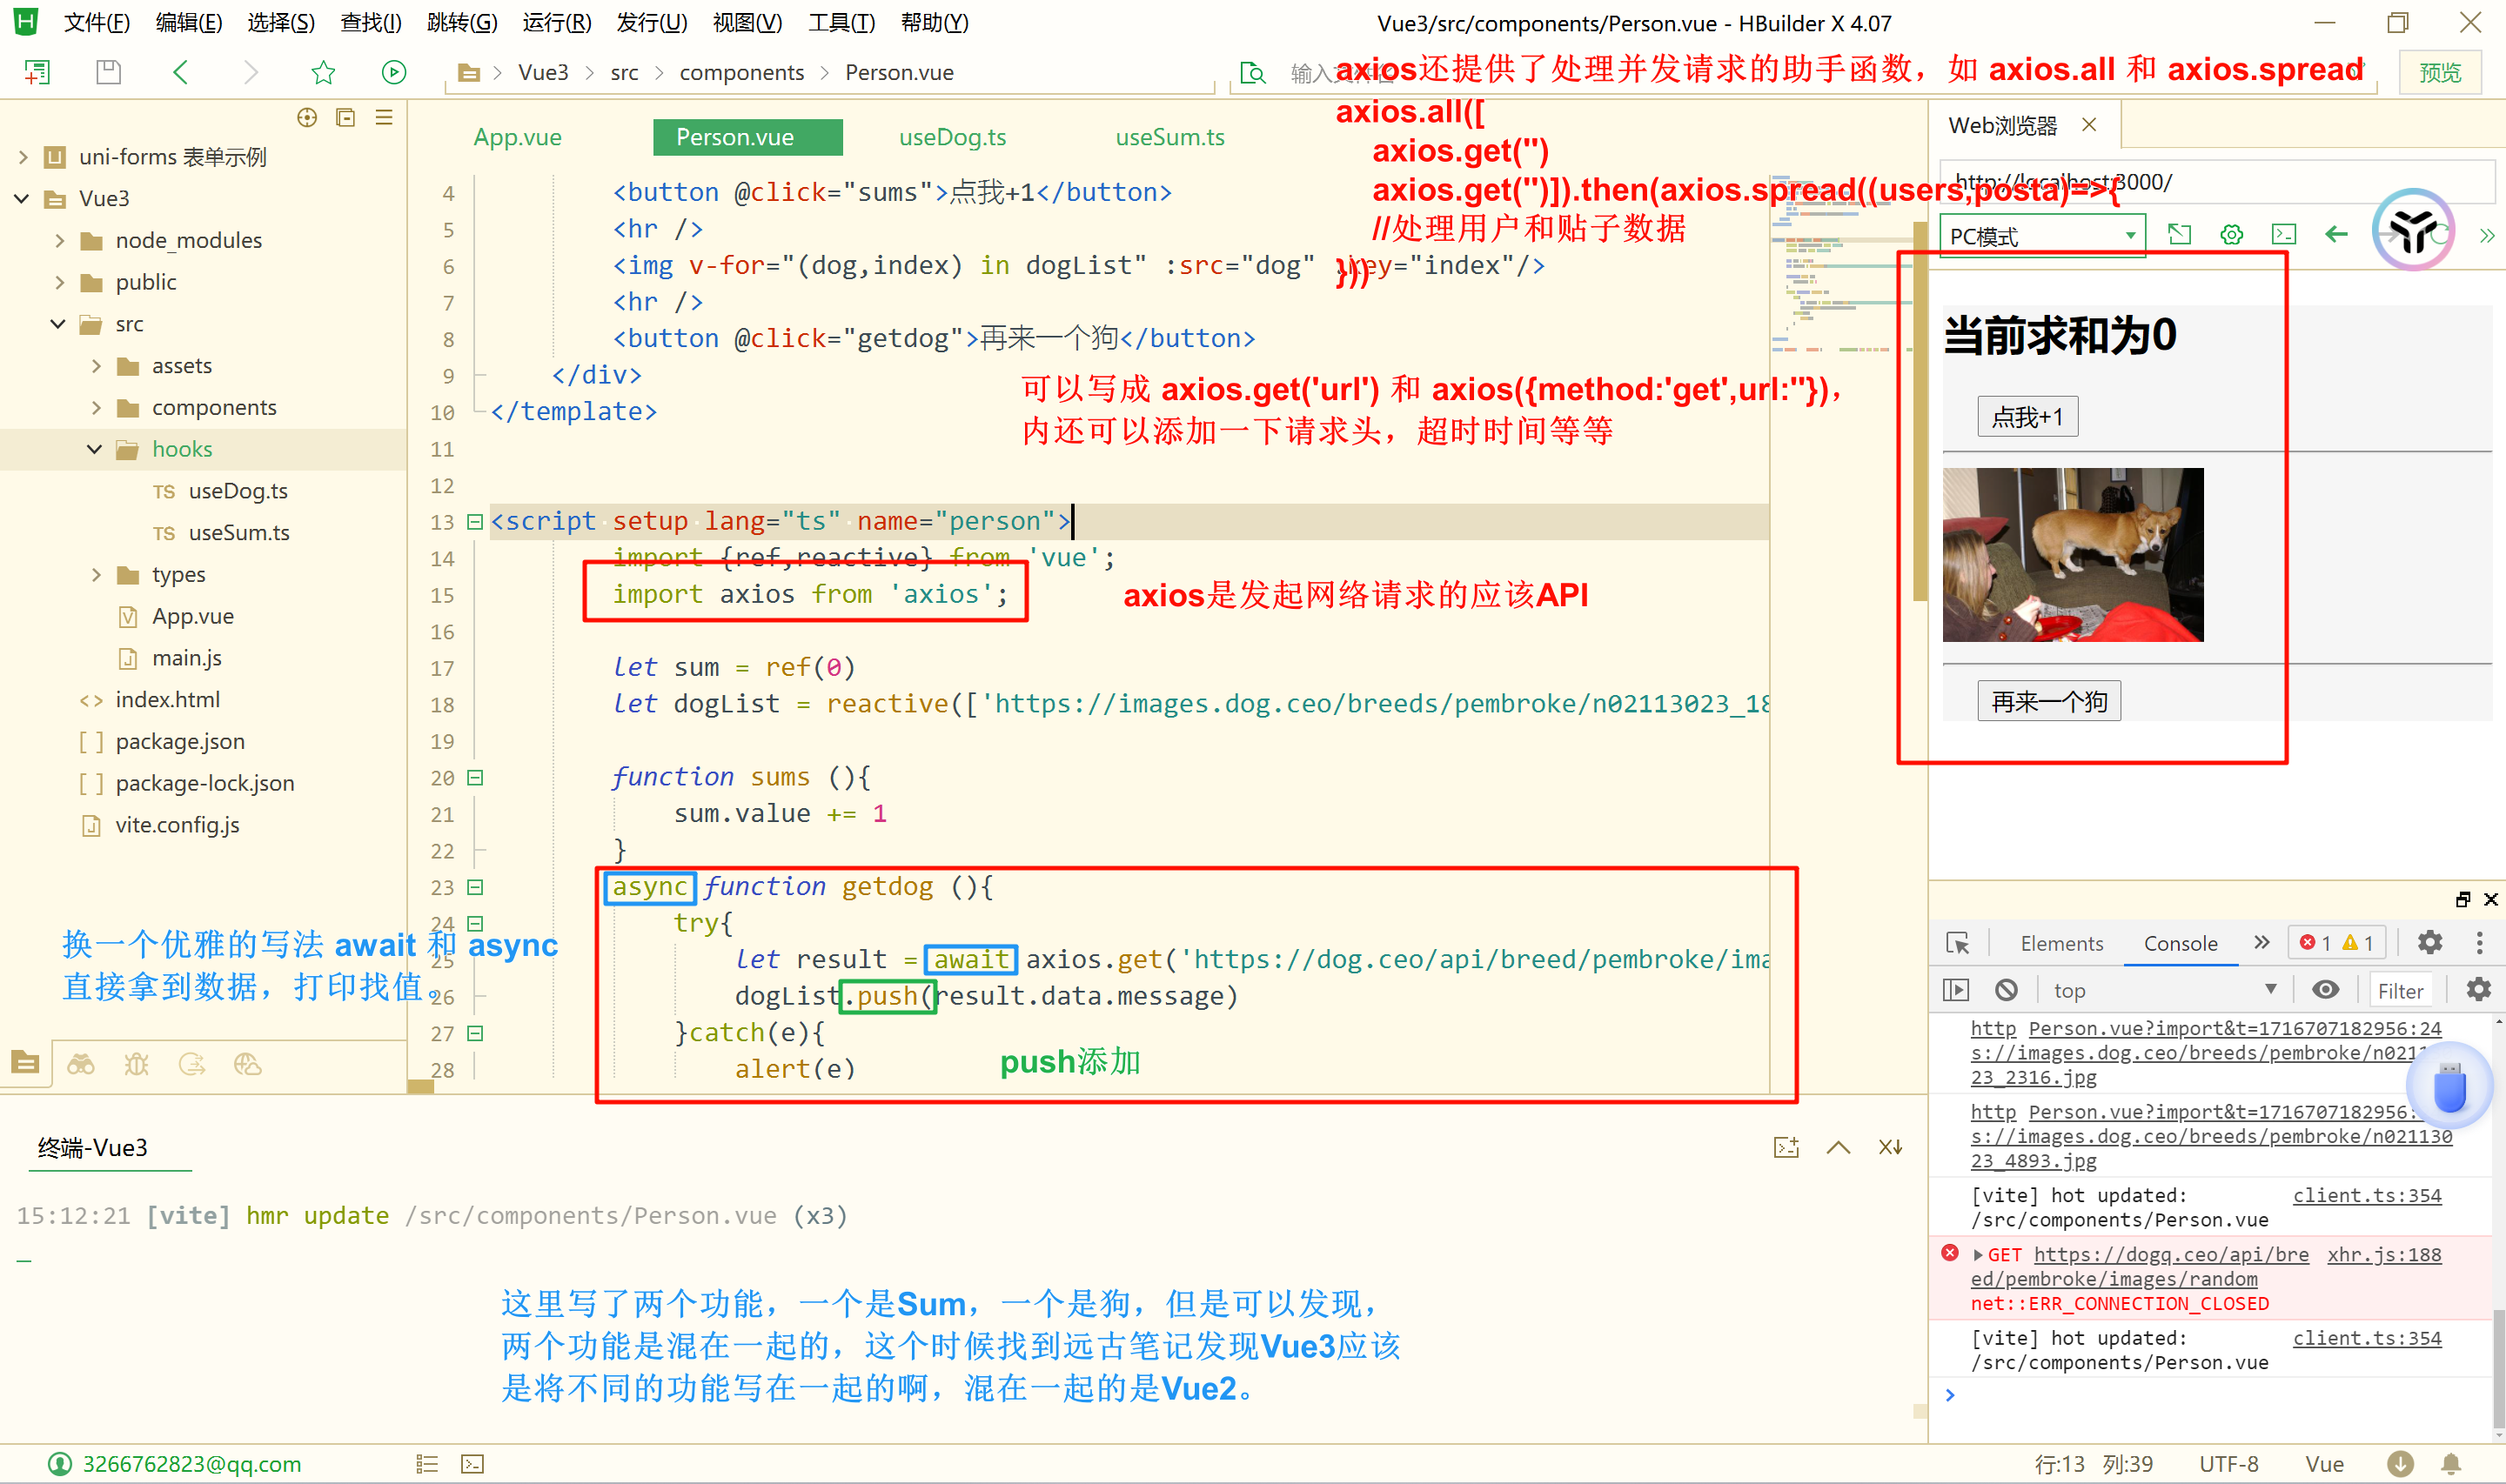 文件(F) 编辑(E) 选择(S) 查找(I) 跳转(G) 运行(R) 发行(U) 视图(V) 工具(T) 帮助(Y)
Vue3/src/components/Person.vue - HBuilder X 4.07
Vue3 src components Person.vue
axios还提供了处理并发请求的助手函数，如 axios.all 和 axios.spread
预览
axios.all([
axios.get('')
axios.get('')]).then(axios.spread((users,posta)=>{
//处理用户和贴子数据
}))
uni-forms 表单示例
Vue3
node_modules
public
src
assets
components
hooks
TS useDog.ts
TS useSum.ts
types
App.vue
main.js
index.html
package.json
package-lock.json
vite.config.js
App.vue Person.vue useDog.ts useSum.ts
4 <button @click="sums">点我+1</button>
5 <hr />
6 <img v-for="(dog,index) in dogList" :src="dog" :key="index"/>
7 <hr />
8 <button @click="getdog">再来一个狗</button>
9 </div>
10 </template>
可以写成 axios.get('url') 和 axios({method:'get',url:''})，
内还可以添加一下请求头，超时时间等等
11
12
13 <script setup lang="ts" name="person">
14 import {ref,reactive} from 'vue';
15 import axios from 'axios';
axios是发起网络请求的应该API
16
17 let sum = ref(0)
18 let dogList = reactive(['https://images.dog.ceo/breeds/pembroke/n02113023_18
19
20 function sums (){
21 sum.value += 1
22 }
23 async function getdog (){
24 try{
25 let result = await axios.get('https://dog.ceo/api/breed/pembroke/ima
26 dogList.push(result.data.message)
27 }catch(e){
28 alert(e)
push添加
换一个优雅的写法 await 和 async
直接拿到数据，打印找值。
Web浏览器
http://localhost:3000/
PC模式
当前求和为0
点我+1
再来一个狗
Elements Console 1 1
top Filter
http Person.vue?import&t=1716707182956:24
s://images.dog.ceo/breeds/pembroke/n0211
23_2316.jpg
http Person.vue?import&t=1716707182956:
s://images.dog.ceo/breeds/pembroke/n021130
23_4893.jpg
[vite] hot updated: client.ts:354
/src/components/Person.vue
GET https://dogq.ceo/api/bre xhr.js:188
ed/pembroke/images/random
net::ERR_CONNECTION_CLOSED
[vite] hot updated: client.ts:354
/src/components/Person.vue
终端-Vue3
15:12:21 [vite] hmr update /src/components/Person.vue (x3)
这里写了两个功能，一个是Sum，一个是狗，但是可以发现，
两个功能是混在一起的，这个时候找到远古笔记发现Vue3应该
是将不同的功能写在一起的啊，混在一起的是Vue2。
3266762823@qq.com
行:13 列:39 UTF-8 Vue